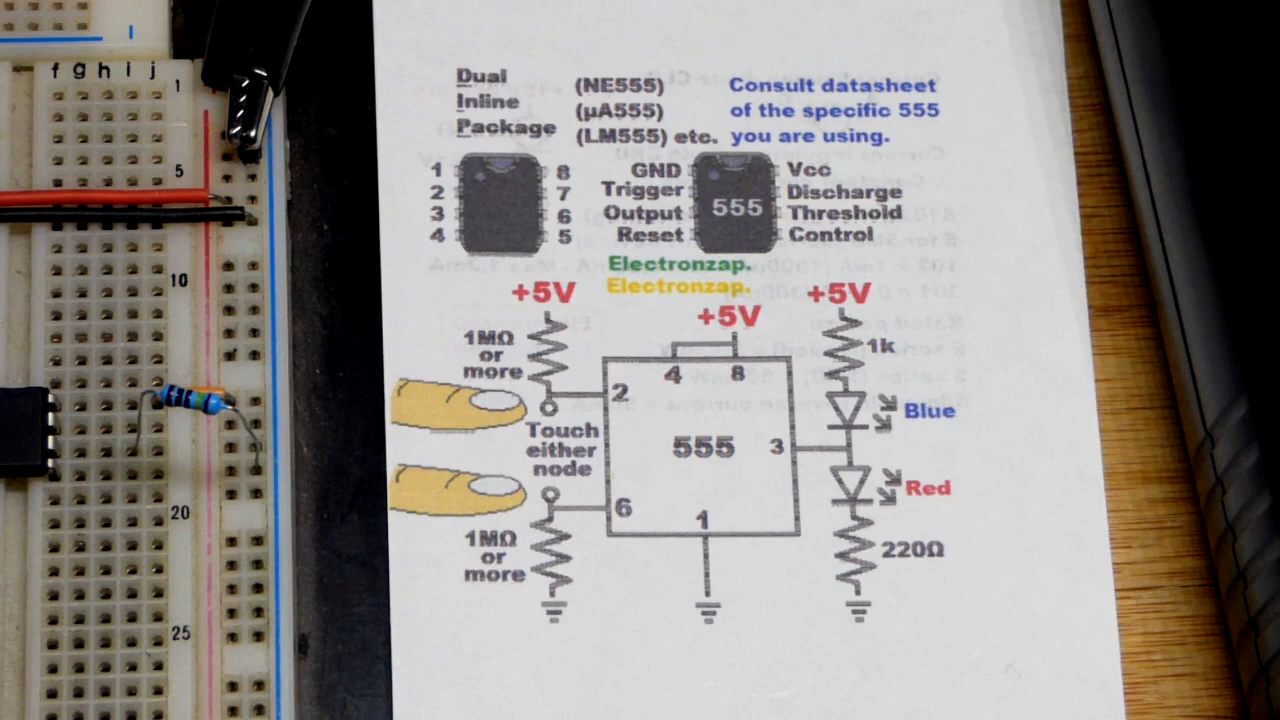 f g h i j
1
5
10
20
25
Dual
Inline
Package
(NE555)
(µA555)
(LM555) etc.
Consult datasheet
of the specific 555
you are using.
1
2
3
4
8
7
6
5
GND
Trigger
Output
Reset
555
Vcc
Discharge
Threshold
Control
Electronzap.
Electronzap.
+5V
+5V
+5V
1MΩ
or
more
1k
4 8
2
Blue
Touch
either
node
555
3
Red
6
1
1MΩ
or
more
220Ω